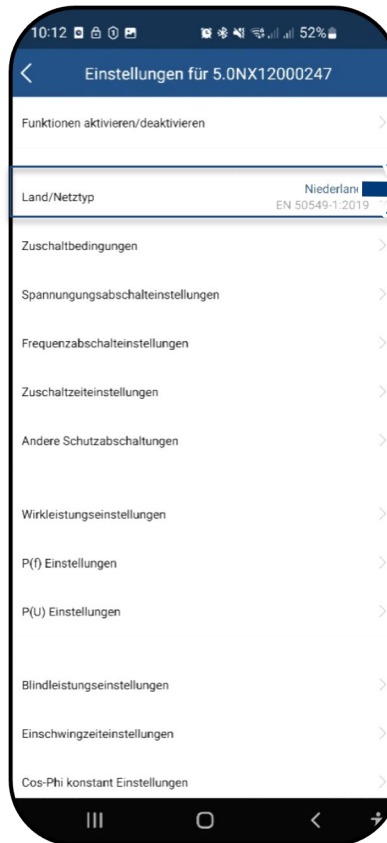 10:12 52%
Einstellungen für 5.0NX12000247
Funktionen aktivieren/deaktivieren
Land/Netztyp
EN 50549-1:2019
Zuschaltbedingungen
Spannungungsabschalteinstellungen
Frequenzabschalteinstellungen
Zuschaltzeiteinstellungen
Andere Schutzabschaltungen
Wirkleistungseinstellungen
P(f) Einstellungen
P(U) Einstellungen
Blindleistungseinstellungen
Einschwingzeiteinstellungen
Cos-Phi konstant Einstellungen